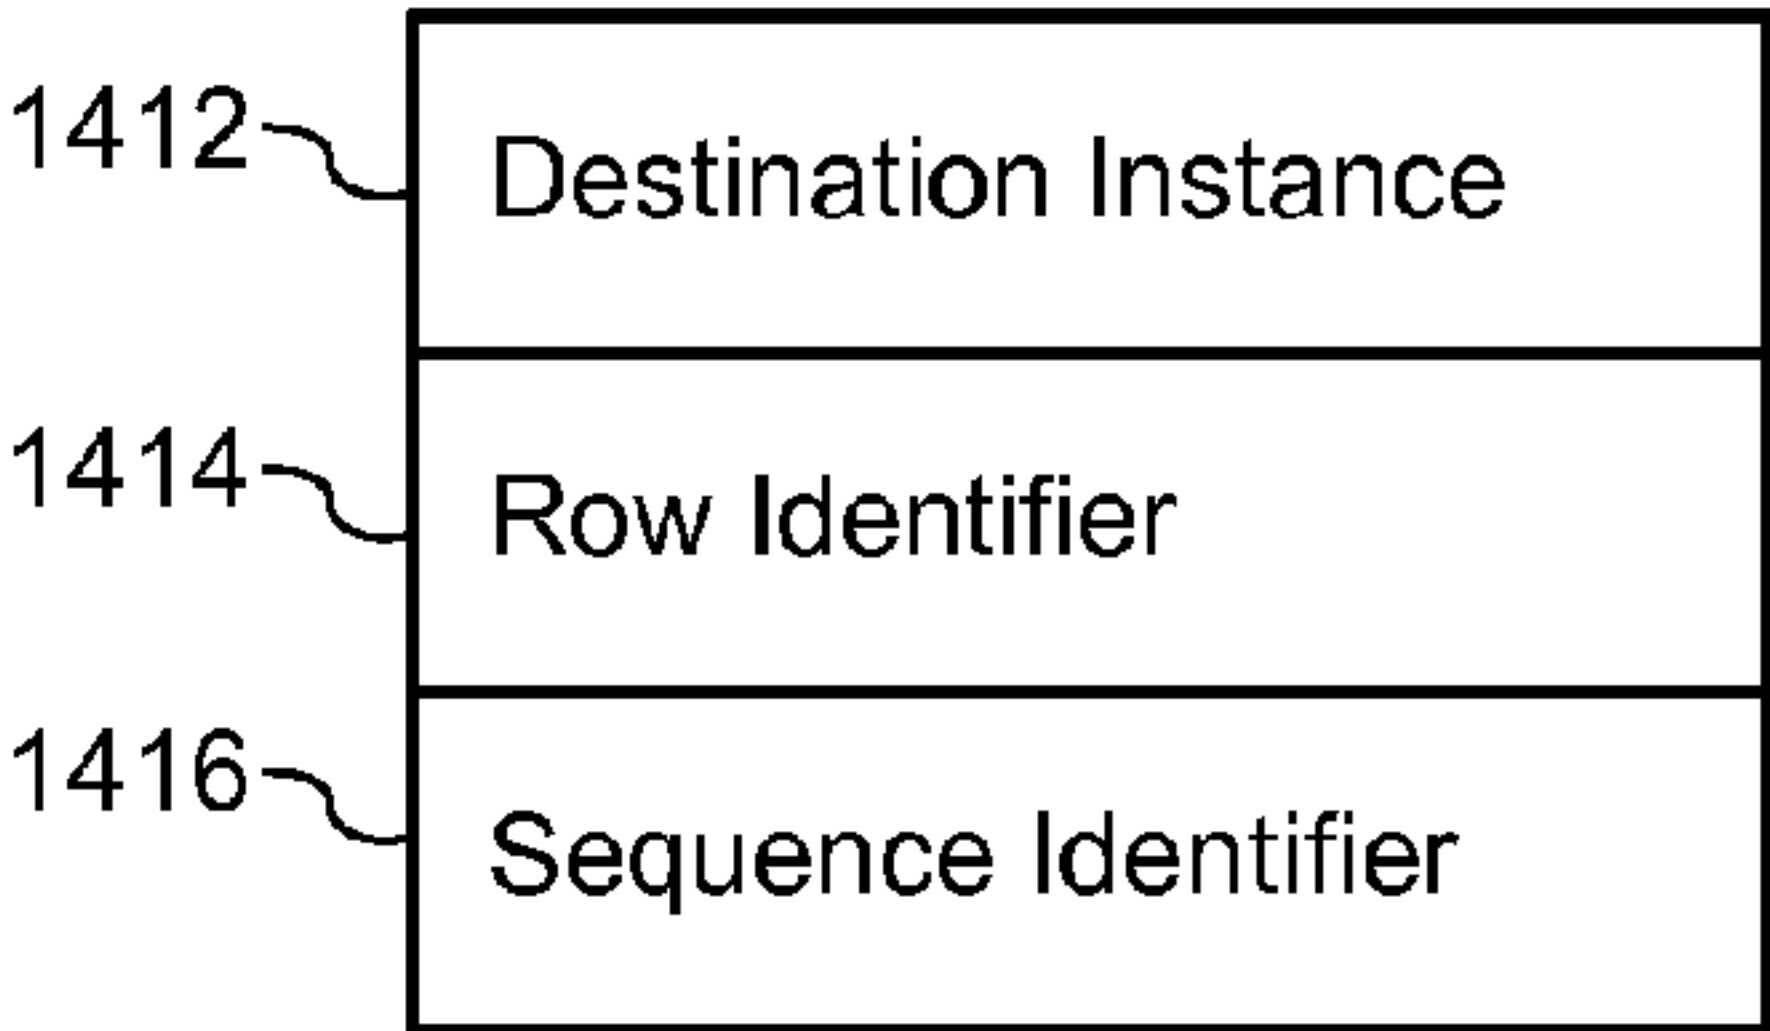 1412 Destination Instance
1414 Row Identifier
1416 Sequence Identifier